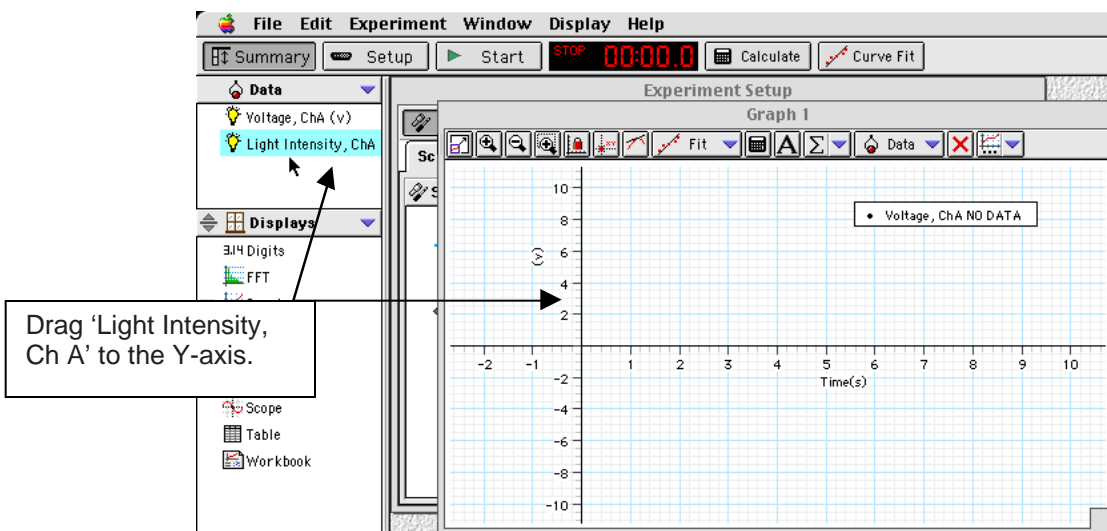 File Edit Experiment Window Display Help
Summary Setup Start STOP 00:00.0 Calculate Curve Fit
Data
Experiment Setup
Voltage, ChA (v)
Graph 1
Light Intensity, ChA
Sc
Fit A Σ Data
S
10
Voltage, ChA NO DATA
8
Displays
6
(v)
3.14 Digits
FFT
4
2
Drag ‘Light Intensity,
Ch A’ to the Y-axis.
-2 -1 1 2 3 4 5 6 7 8 9 10
Time(s)
-2
Scope
-4
Table
-6
Workbook
-8
-10